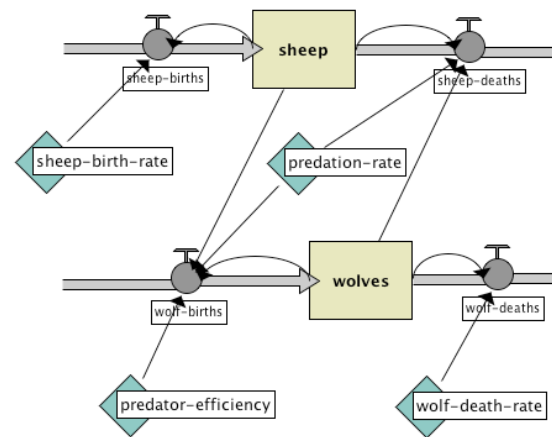 sheep
sheep-births
sheep-deaths
sheep-birth-rate
predation-rate
wolves
wolf-births
wolf-deaths
predator-efficiency
wolf-death-rate